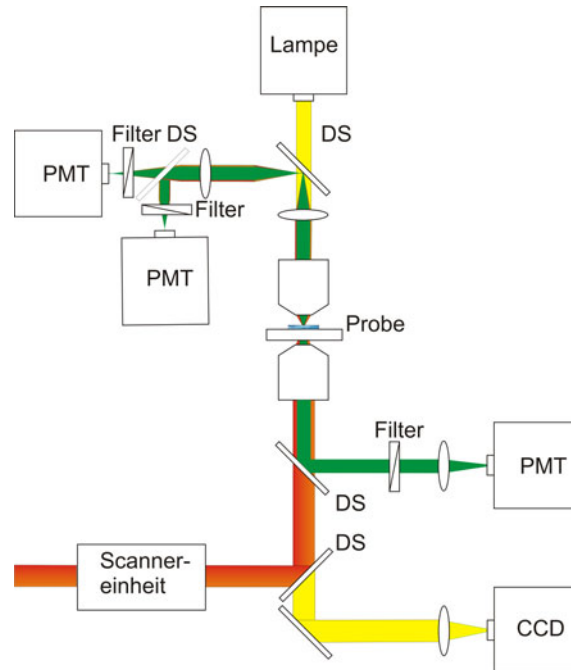 Lampe
DS
Filter DS
PMT
Filter
PMT
Probe
Filter
PMT
DS
DS
Scanner-
einheit
CCD